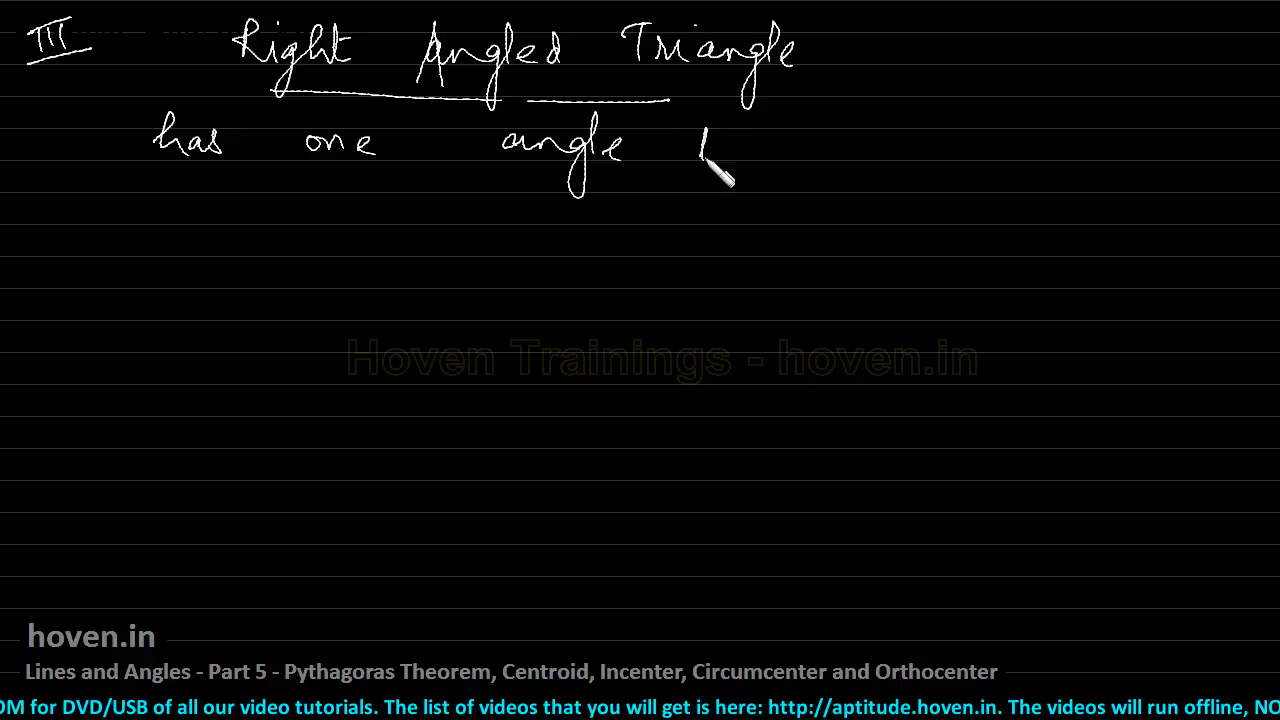 III Right Angled Triangle
has one angle
Hoven Trainings - hoven.in
hoven.in
Lines and Angles - Part 5 - Pythagoras Theorem, Centroid, Incenter, Circumcenter and Orthocenter
OM for DVD/USB of all our video tutorials. The list of videos that you will get is here: http://aptitude.hoven.in. The videos will run offline, NO